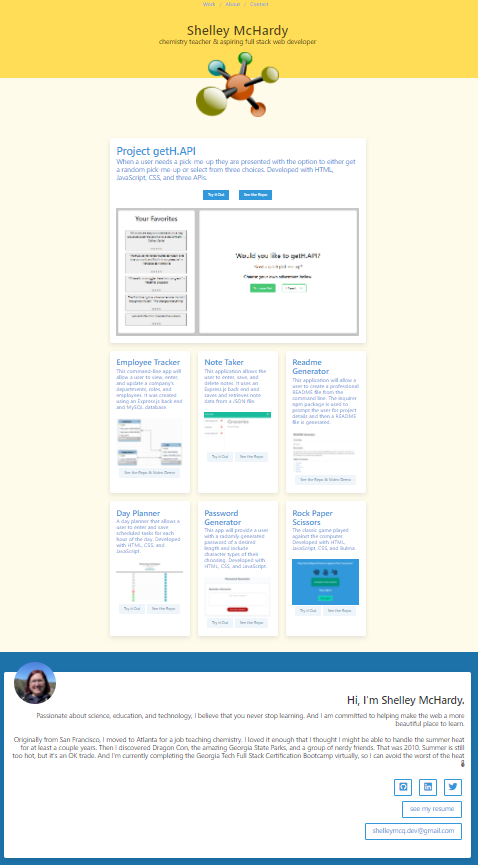 Work / About / Contact
Shelley McHardy
chemistry teacher & aspiring full stack web developer
Project getH.API
When a user needs a pick-me-up they are presented with the option to either get
a random pick-me-up or select from three choices. Developed with HTML,
JavaScript, CSS, and three APIs.
Try it Out
See the Repo
Your Favorites
Would you like to getH.API?
Need a quick pick me up?
Choose your adventure below.
Employee Tracker
This command-line app will
allow a user to view, enter,
and update a company's
departments, roles, and
employees. It was created
using an Express.js back end
and MySQL database.
See the Repo & Video Demo
Note Taker
This application allows the
user to enter, save, and
delete notes. It uses an
Express.js back end and
saves and retrieves note
data from a JSON file.
Try it Out
See the Repo
Readme
Generator
This application will allow a
user to create a professional
README file from the
command line. The inquirer
npm package is used to
prompt the user for project
details and then a README
file is generated.
See the Repo & Video Demo
Day Planner
A day planner that allows a
user to enter and save
scheduled tasks for each
hour of the day. Developed
with HTML, CSS, and
JavaScript.
Try it Out
See the Repo
Password
Generator
This app will provide a user
with a randomly generated
password of a desired
length and include
character types of their
choosing. Developed with
HTML, CSS, and JavaScript.
Try it Out
See the Repo
Rock Paper
Scissors
The classic game played
against the computer.
Developed with HTML,
JavaScript, CSS, and Bulma.
Try it Out
See the Repo
Hi, I'm Shelley McHardy.
Passionate about science, education, and technology, I believe that you never stop learning. And I am committed to helping make the web a more
beautiful place to learn.
Originally from San Francisco, I moved to Atlanta for a job teaching chemistry. I loved it enough that I thought I might be able to handle the summer heat
for at least a couple years. Then I discovered Dragon Con, the amazing Georgia State Parks, and a group of nerdy friends. That was 2010. Summer is still
too hot, but it's an OK trade. And I'm currently completing the Georgia Tech Full Stack Certification Bootcamp virtually, so I can avoid the worst of the heat
see my resume
shelleymcq.dev@gmail.com